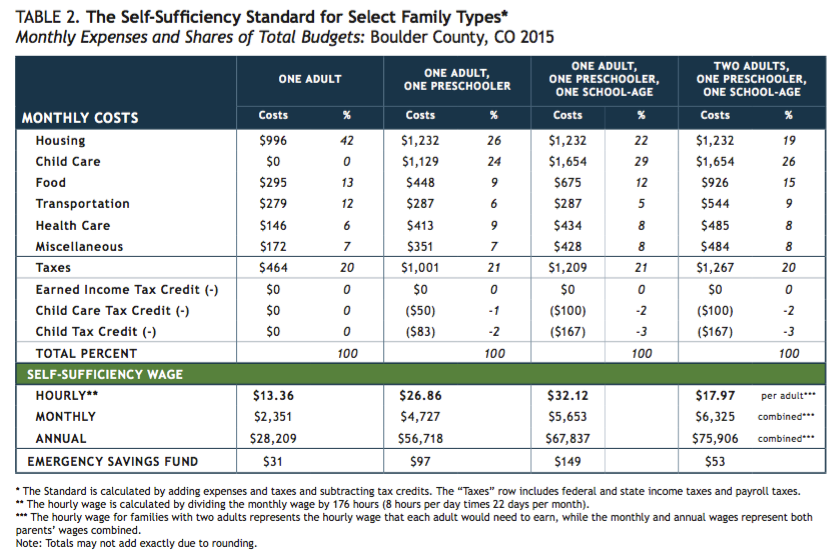 TABLE 2. The Self-Sufficiency Standard for Select Family Types*
Monthly Expenses and Shares of Total Budgets: Boulder County, CO 2015
ONE ADULT
ONE ADULT,
ONE PRESCHOOLER
ONE ADULT,
ONE PRESCHOOLER,
ONE SCHOOL-AGE
TWO ADULTS,
ONE PRESCHOOLER,
ONE SCHOOL-AGE
MONTHLY COSTS Costs % Costs % Costs % Costs %
Housing $996 42 $1,232 26 $1,232 22 $1,232 19
Child Care $0 0 $1,129 24 $1,654 29 $1,654 26
Food $295 13 $448 9 $675 12 $926 15
Transportation $279 12 $287 6 $287 5 $544 9
Health Care $146 6 $413 9 $434 8 $485 8
Miscellaneous $172 7 $351 7 $428 8 $484 8
Taxes $464 20 $1,001 21 $1,209 21 $1,267 20
Earned Income Tax Credit (-) $0 0 $0 0 $0 0 $0 0
Child Care Tax Credit (-) $0 0 ($50) -1 ($100) -2 ($100) -2
Child Tax Credit (-) $0 0 ($83) -2 ($167) -3 ($167) -3
TOTAL PERCENT 100 100 100 100
SELF-SUFFICIENCY WAGE
HOURLY** $13.36 $26.86 $32.12 $17.97 per adult***
MONTHLY $2,351 $4,727 $5,653 $6,325 combined***
ANNUAL $28,209 $56,718 $67,837 $75,906 combined***
EMERGENCY SAVINGS FUND $31 $97 $149 $53
* The Standard is calculated by adding expenses and taxes and subtracting tax credits. The “Taxes” row includes federal and state income taxes and payroll taxes.
** The hourly wage is calculated by dividing the monthly wage by 176 hours (8 hours per day times 22 days per month).
*** The hourly wage for families with two adults represents the hourly wage that each adult would need to earn, while the monthly and annual wages represent both
parents’ wages combined.
Note: Totals may not add exactly due to rounding.